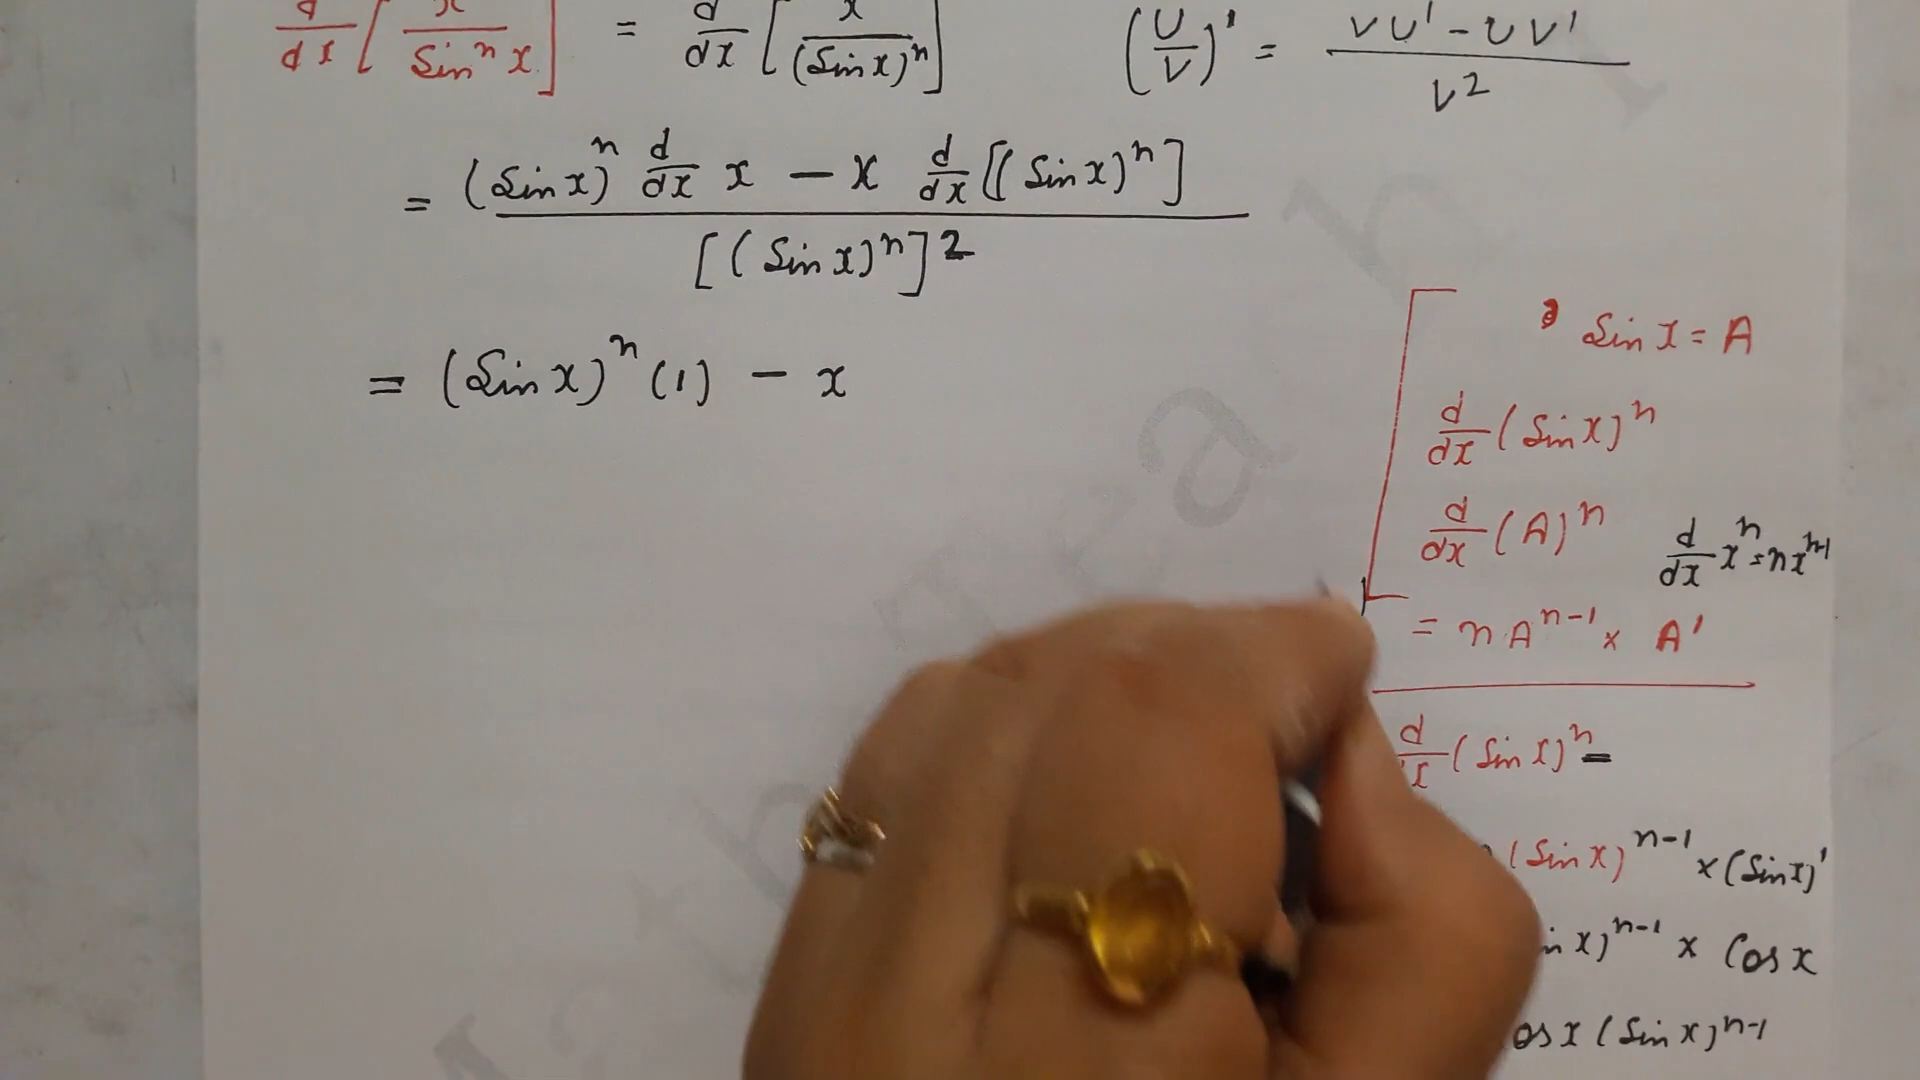 d/dx [x/Sinⁿ x] = d/dx [x/(Sin x)ⁿ]
(U/V)' = VU' - UV' / V²
= (Sin x)ⁿ d/dx x - x d/dx [(Sin x)ⁿ] / [(Sin x)ⁿ]²
= (Sin x)ⁿ (1) - x
Sin x = A
d/dx (Sin x)ⁿ
d/dx (A)ⁿ
d/dx xⁿ = nxⁿ⁻¹
= n Aⁿ⁻¹ × A'
d/x (Sin x)ⁿ =
(Sin x)ⁿ⁻¹ × (Sin x)'
in x)ⁿ⁻¹ × Cos x
os x (Sin x)ⁿ⁻¹